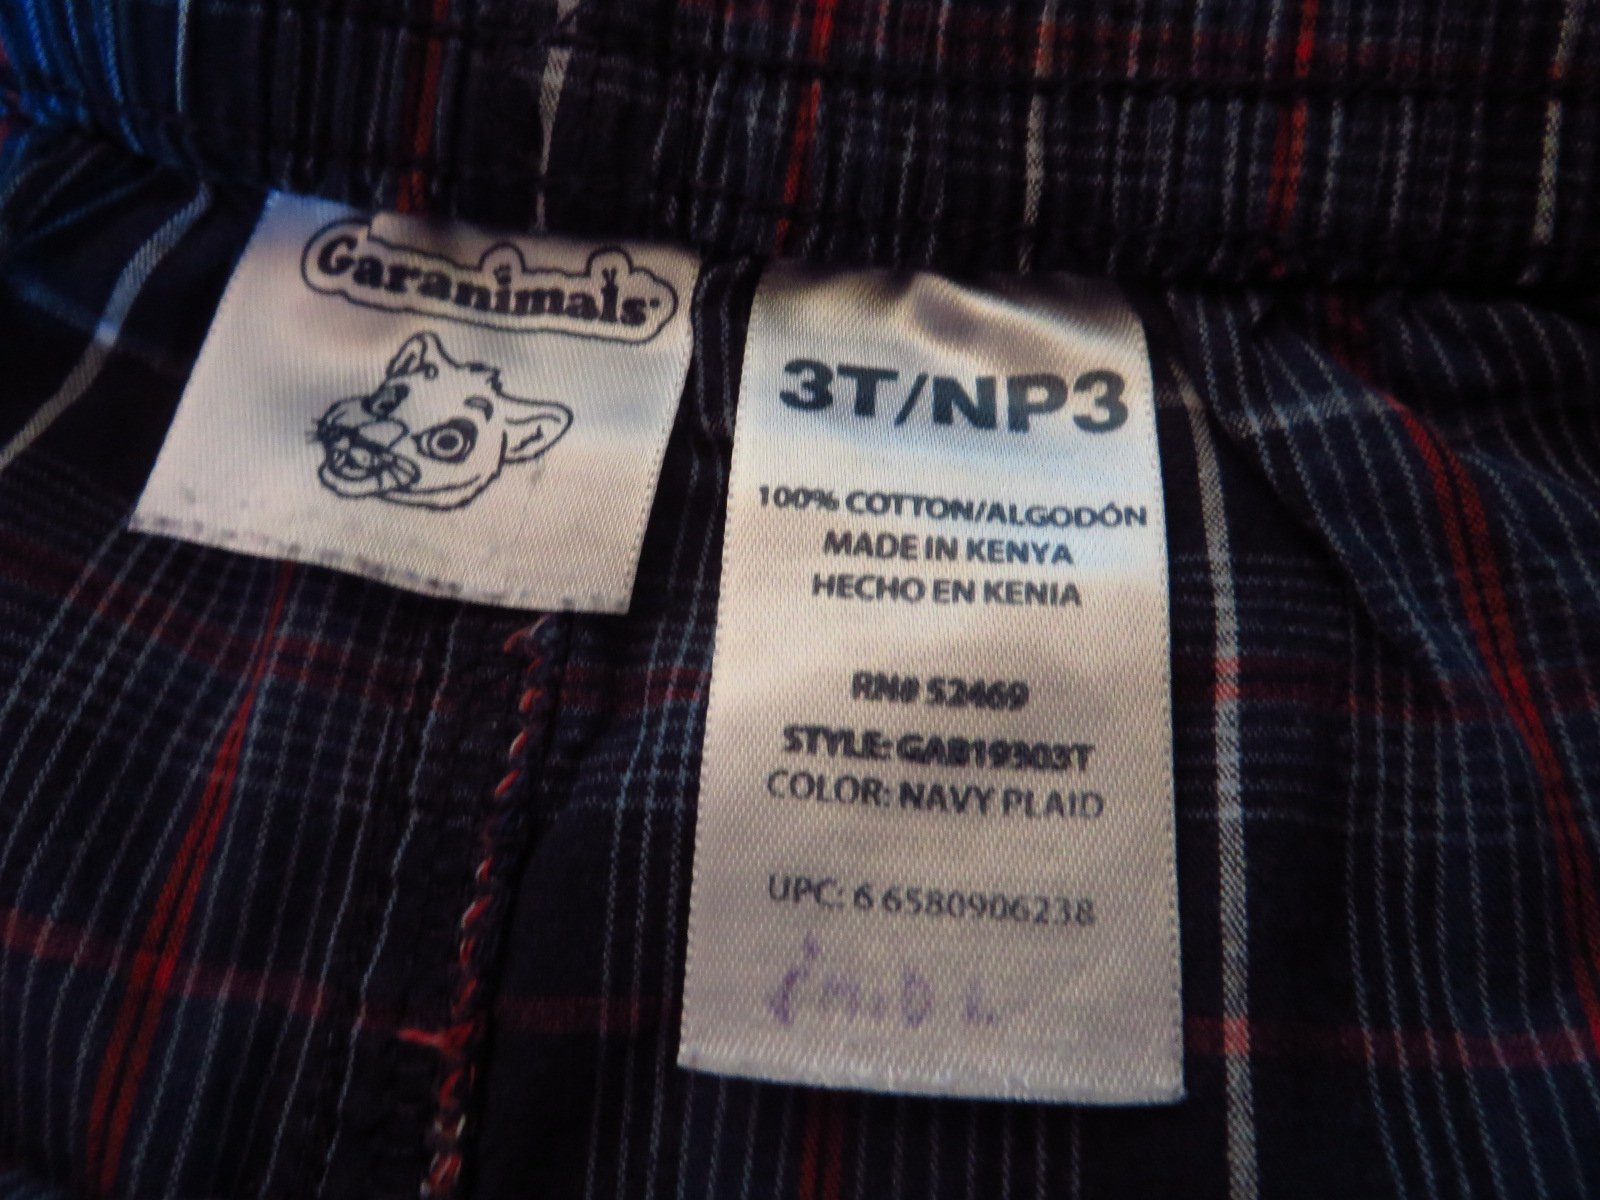 Garanimals
3T/NP3
100% COTTON/ALGODÓN
MADE IN KENYA
HECHO EN KENIA
RN# 52469
STYLE: GAB19303T
COLOR: NAVY PLAID
UPC: 6 6580906238